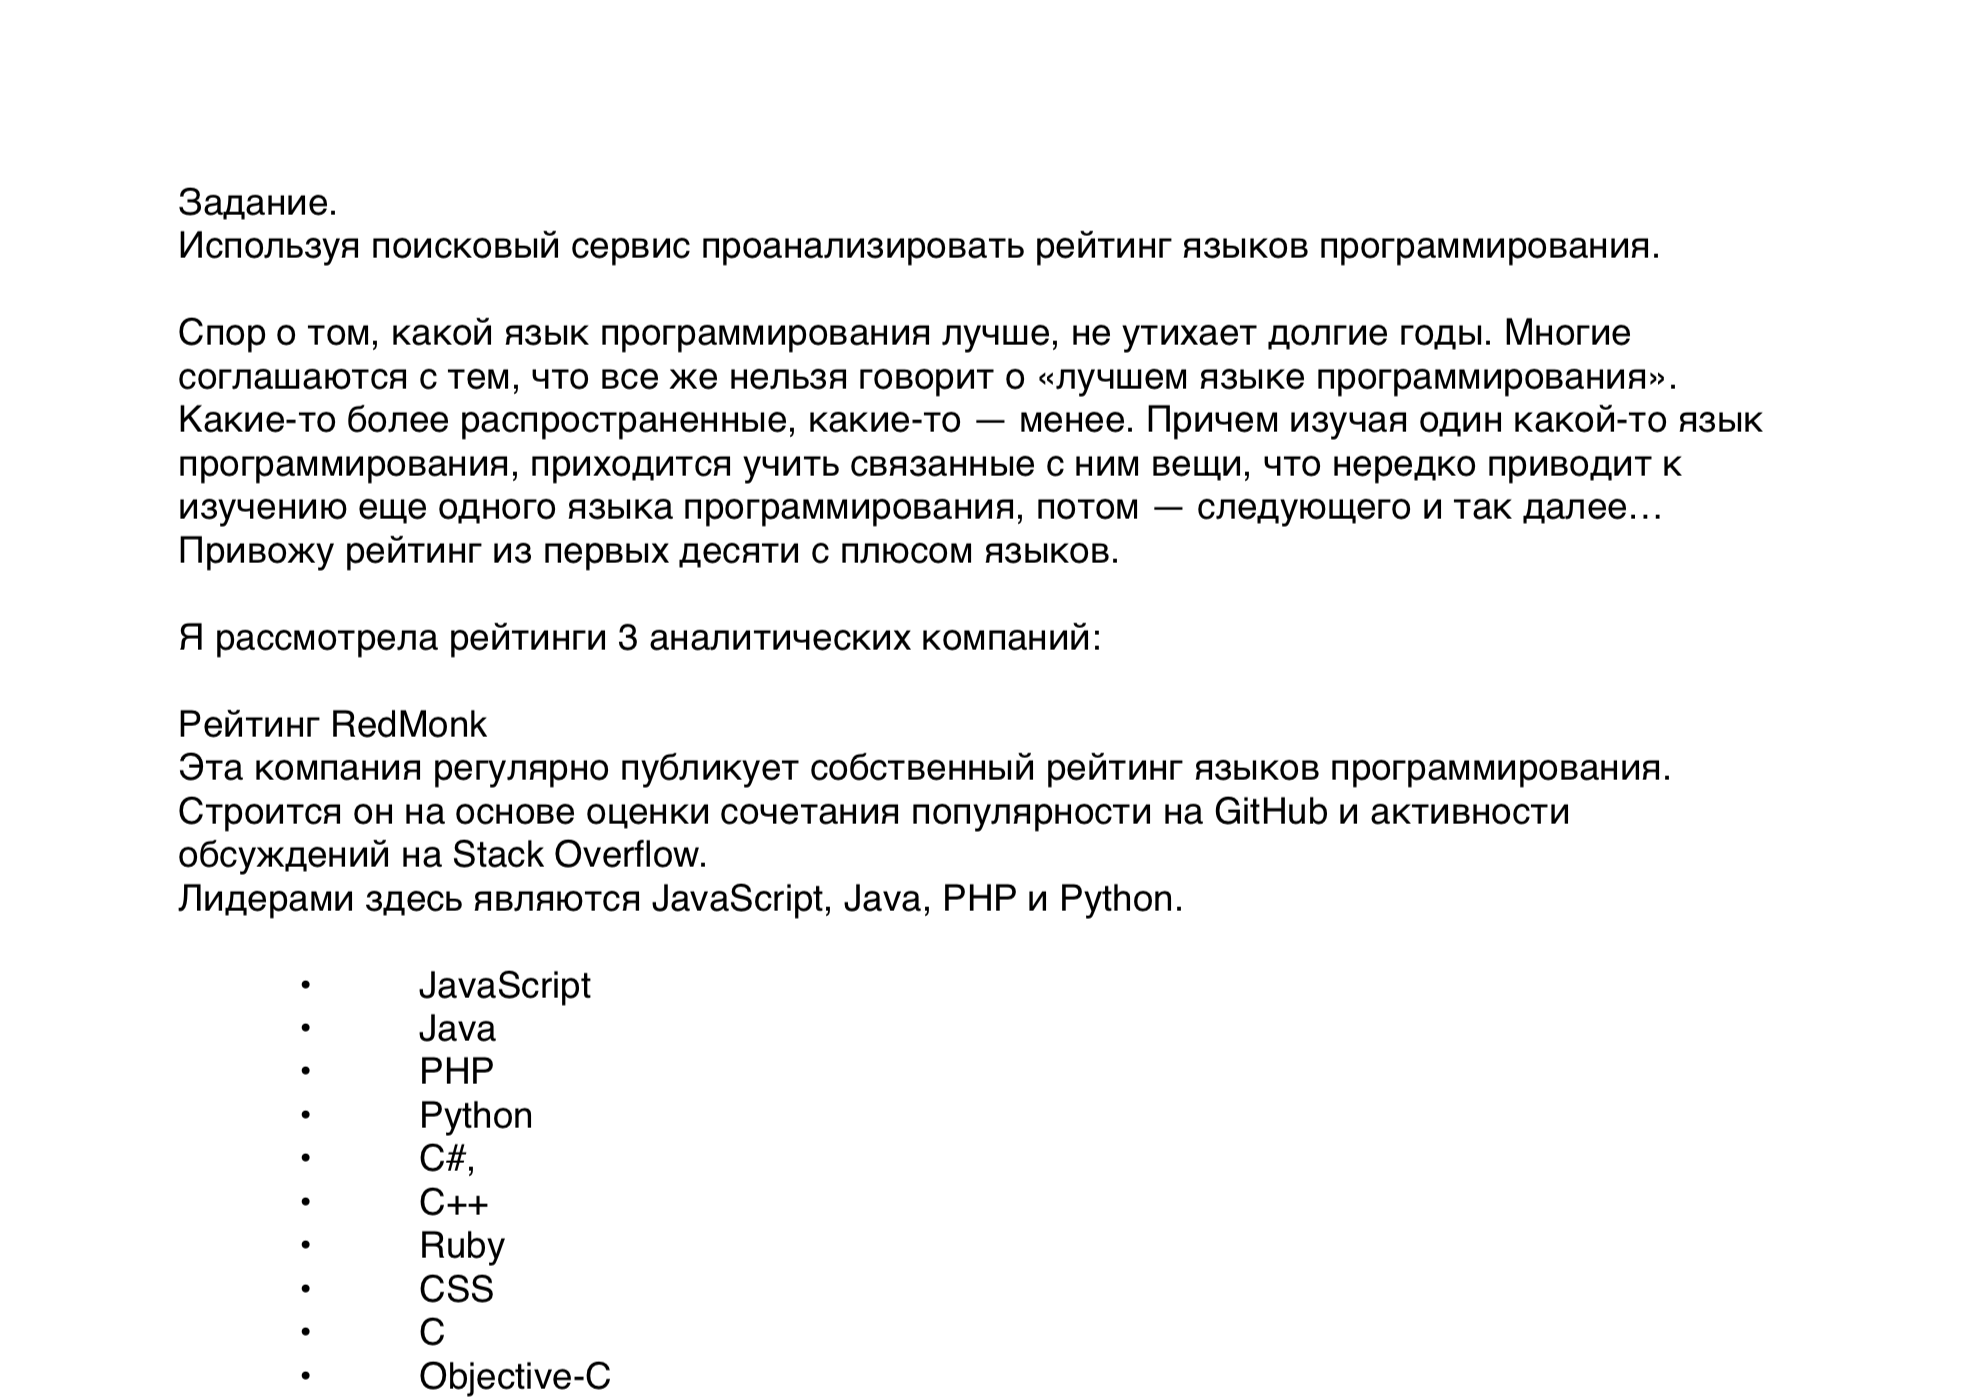 Задание.
Используя поисковый сервис проанализировать рейтинг языков программирования.
Спор о том, какой язык программирования лучше, не утихает долгие годы. Многие
соглашаются с тем, что все же нельзя говорит о «лучшем языке программирования».
Какие-то более распространенные, какие-то — менее. Причем изучая один какой-то язык
программирования, приходится учить связанные с ним вещи, что нередко приводит к
изучению еще одного языка программирования, потом — следующего и так далее…
Привожу рейтинг из первых десяти с плюсом языков.
Я рассмотрела рейтинги 3 аналитических компаний:
Рейтинг RedMonk
Эта компания регулярно публикует собственный рейтинг языков программирования.
Строится он на основе оценки сочетания популярности на GitHub и активности
обсуждений на Stack Overflow.
Лидерами здесь являются JavaScript, Java, PHP и Python.
• JavaScript
• Java
• PHP
• Python
• C#,
• C++
• Ruby
• CSS
• C
• Objective-C